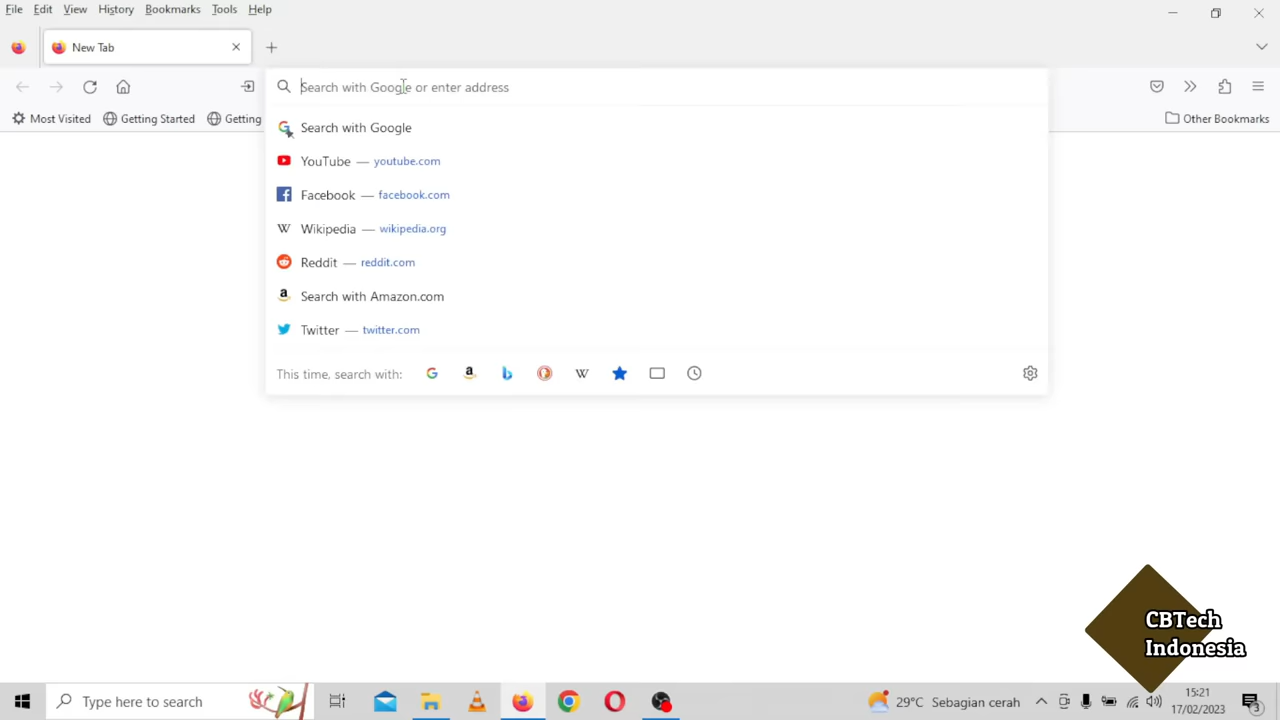 File Edit View History Bookmarks Tools Help
New Tab
Search with Google or enter address
Most Visited Getting Started Getting
Other Bookmarks
Search with Google
YouTube — youtube.com
Facebook — facebook.com
Wikipedia — wikipedia.org
Reddit — reddit.com
Search with Amazon.com
Twitter — twitter.com
This time, search with:
CBTech
Indonesia
Type here to search
29°C Sebagian cerah
15:21
17/02/2023
3